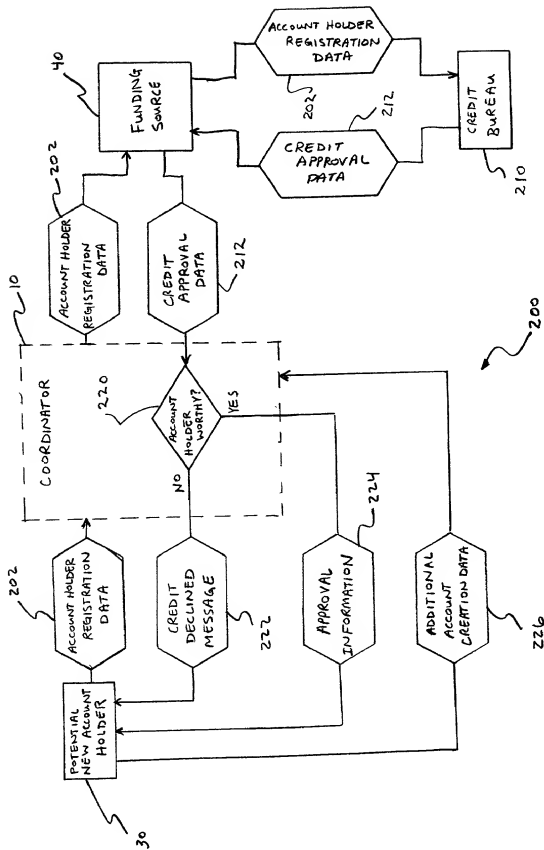 POTENTIAL
NEW ACCOUNT
HOLDER
30
202
ACCOUNT HOLDER
REGISTRATION
DATA
CREDIT
DECLINED
MESSAGE
222
APPROVAL
INFORMATION
224
ADDITIONAL
ACCOUNT
CREATION DATA
226
COORDINATOR
10
220
ACCOUNT
HOLDER
WORTHY?
NO
YES
ACCOUNT HOLDER
REGISTRATION
DATA
202
CREDIT
APPROVAL
DATA
212
40
FUNDING
SOURCE
ACCOUNT HOLDER
REGISTRATION
DATA
202
CREDIT
APPROVAL
DATA
212
CREDIT
BUREAU
210
200